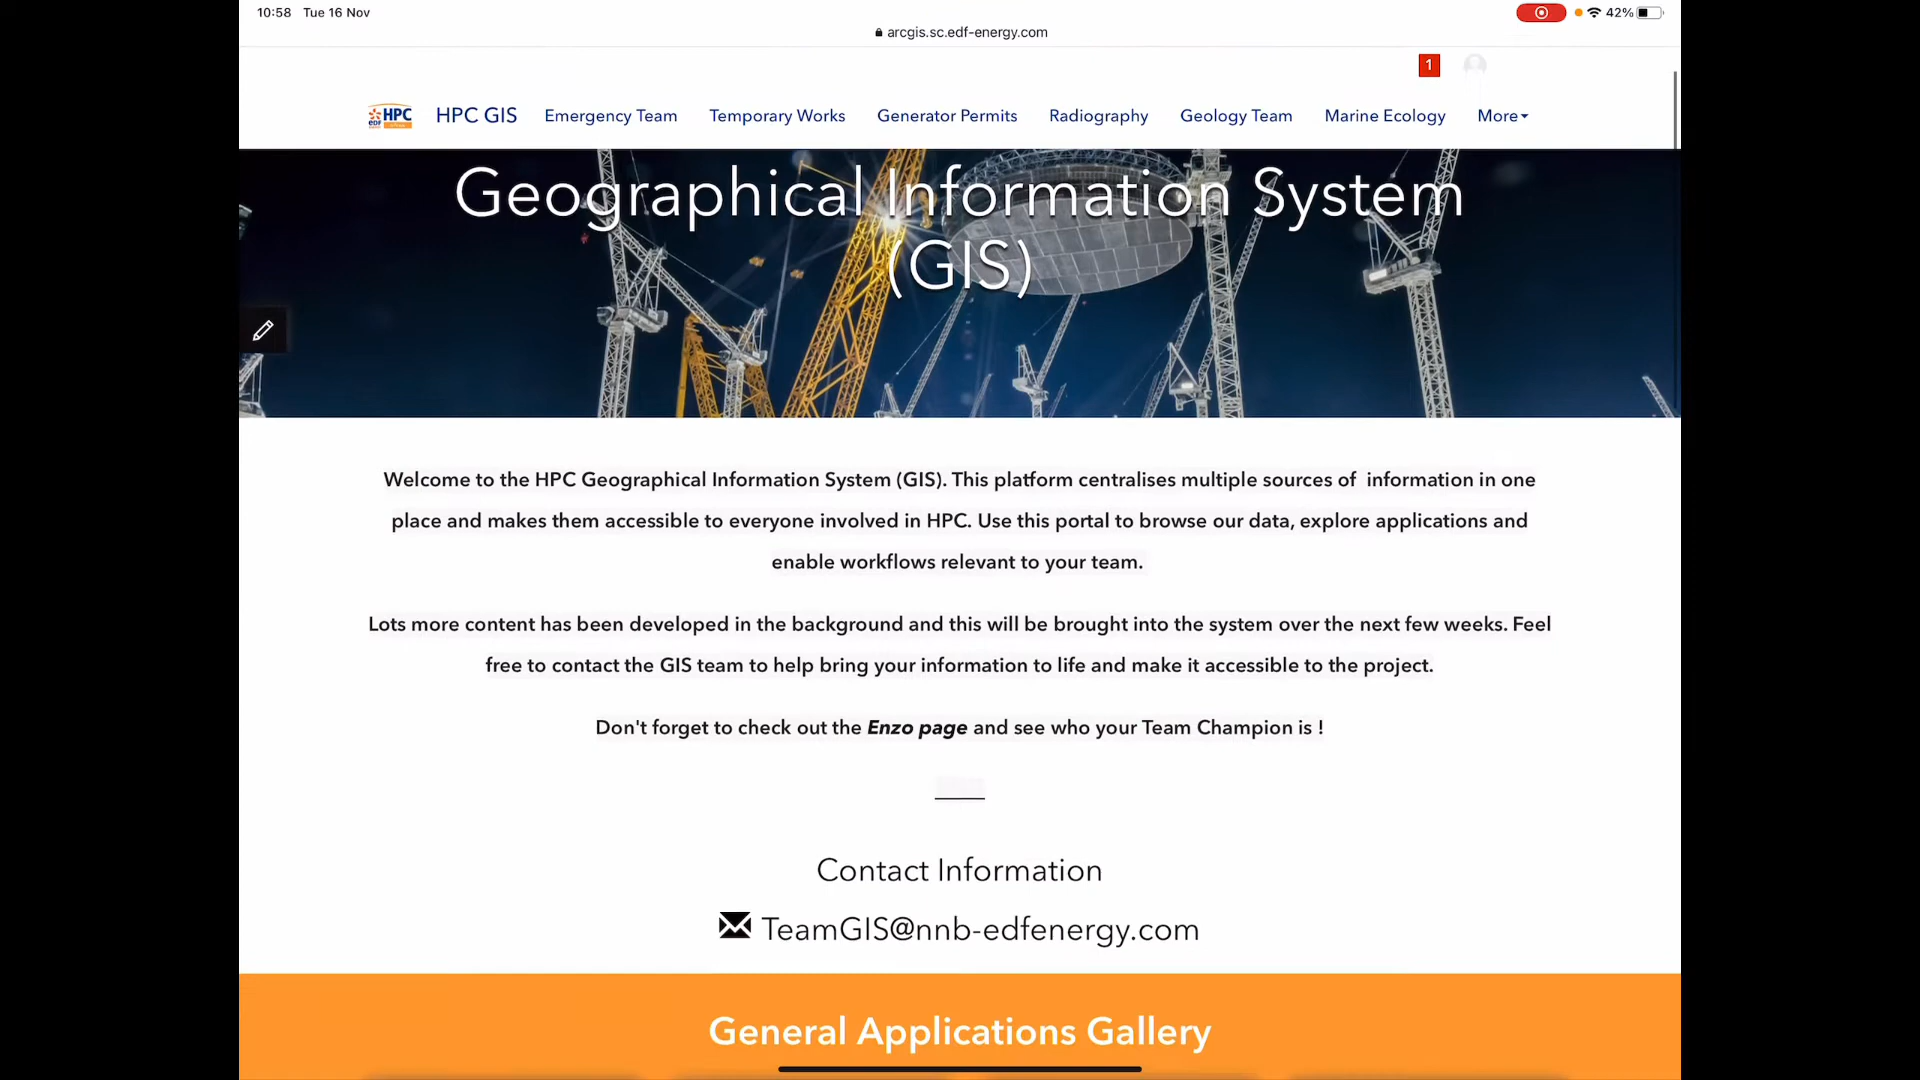 10:58 Tue 16 Nov
42%
arcgis.sc.edf-energy.com
1
HPC
edf
HPC GIS Emergency Team Temporary Works Generator Permits Radiography Geology Team Marine Ecology More
Geographical Information System
(GIS)
Welcome to the HPC Geographical Information System (GIS). This platform centralises multiple sources of information in one
place and makes them accessible to everyone involved in HPC. Use this portal to browse our data, explore applications and
enable workflows relevant to your team.
Lots more content has been developed in the background and this will be brought into the system over the next few weeks. Feel
free to contact the GIS team to help bring your information to life and make it accessible to the project.
Don't forget to check out the Enzo page and see who your Team Champion is !
Contact Information
TeamGIS@nnb-edfenergy.com
General Applications Gallery